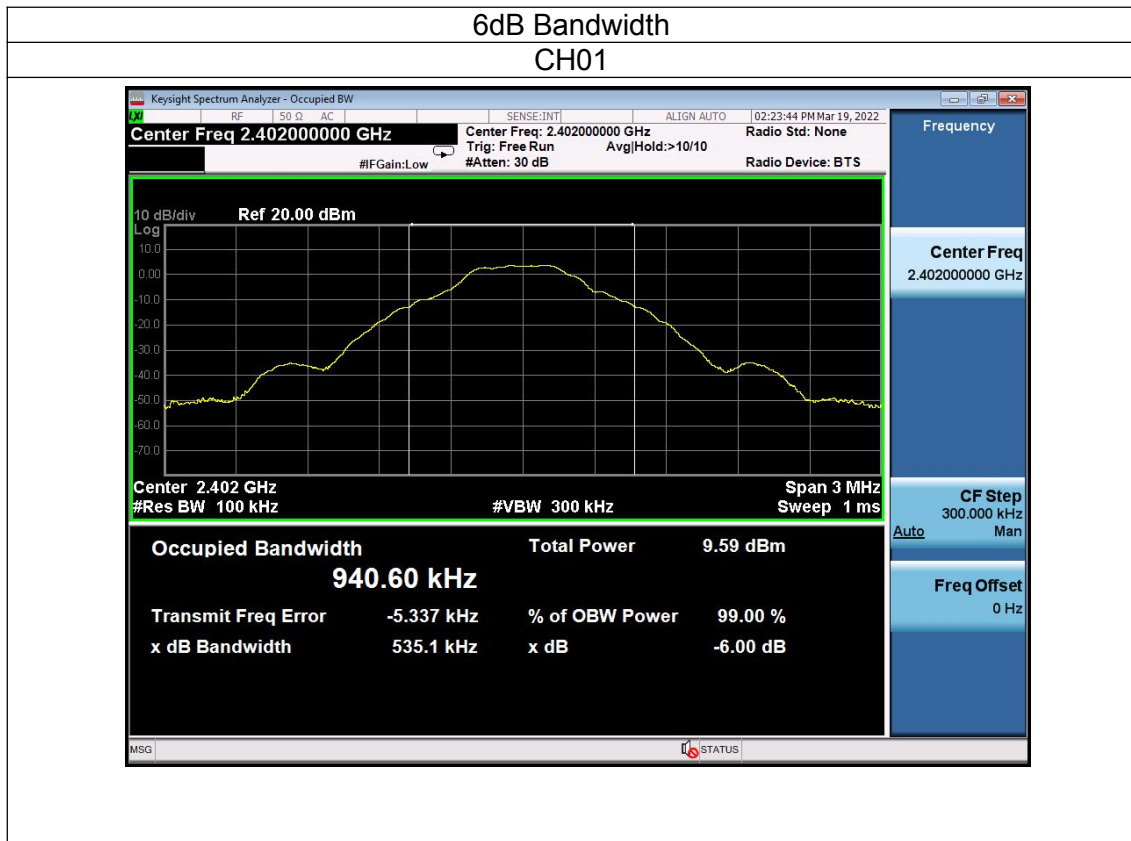 6dB Bandwidth
CH01
Keysight Spectrum Analyzer - Occupied BW
LXI RF 50 Ω AC SENSE:INT ALIGN AUTO 02:23:44 PM Mar 19, 2022
Center Freq 2.402000000 GHz
Center Freq: 2.402000000 GHz
Radio Std: None
Trig: Free Run Avg|Hold:>10/10
#IFGain:Low
#Atten: 30 dB
Radio Device: BTS
10 dB/div Ref 20.00 dBm
Log
10.0
0.00
-10.0
-20.0
-30.0
-40.0
-50.0
-60.0
-70.0
Center 2.402 GHz Span 3 MHz
#Res BW 100 kHz #VBW 300 kHz Sweep 1 ms
Occupied Bandwidth Total Power 9.59 dBm
940.60 kHz
Transmit Freq Error -5.337 kHz % of OBW Power 99.00 %
x dB Bandwidth 535.1 kHz x dB -6.00 dB
Frequency
Center Freq
2.402000000 GHz
CF Step
300.000 kHz
Auto Man
Freq Offset
0 Hz
MSG STATUS